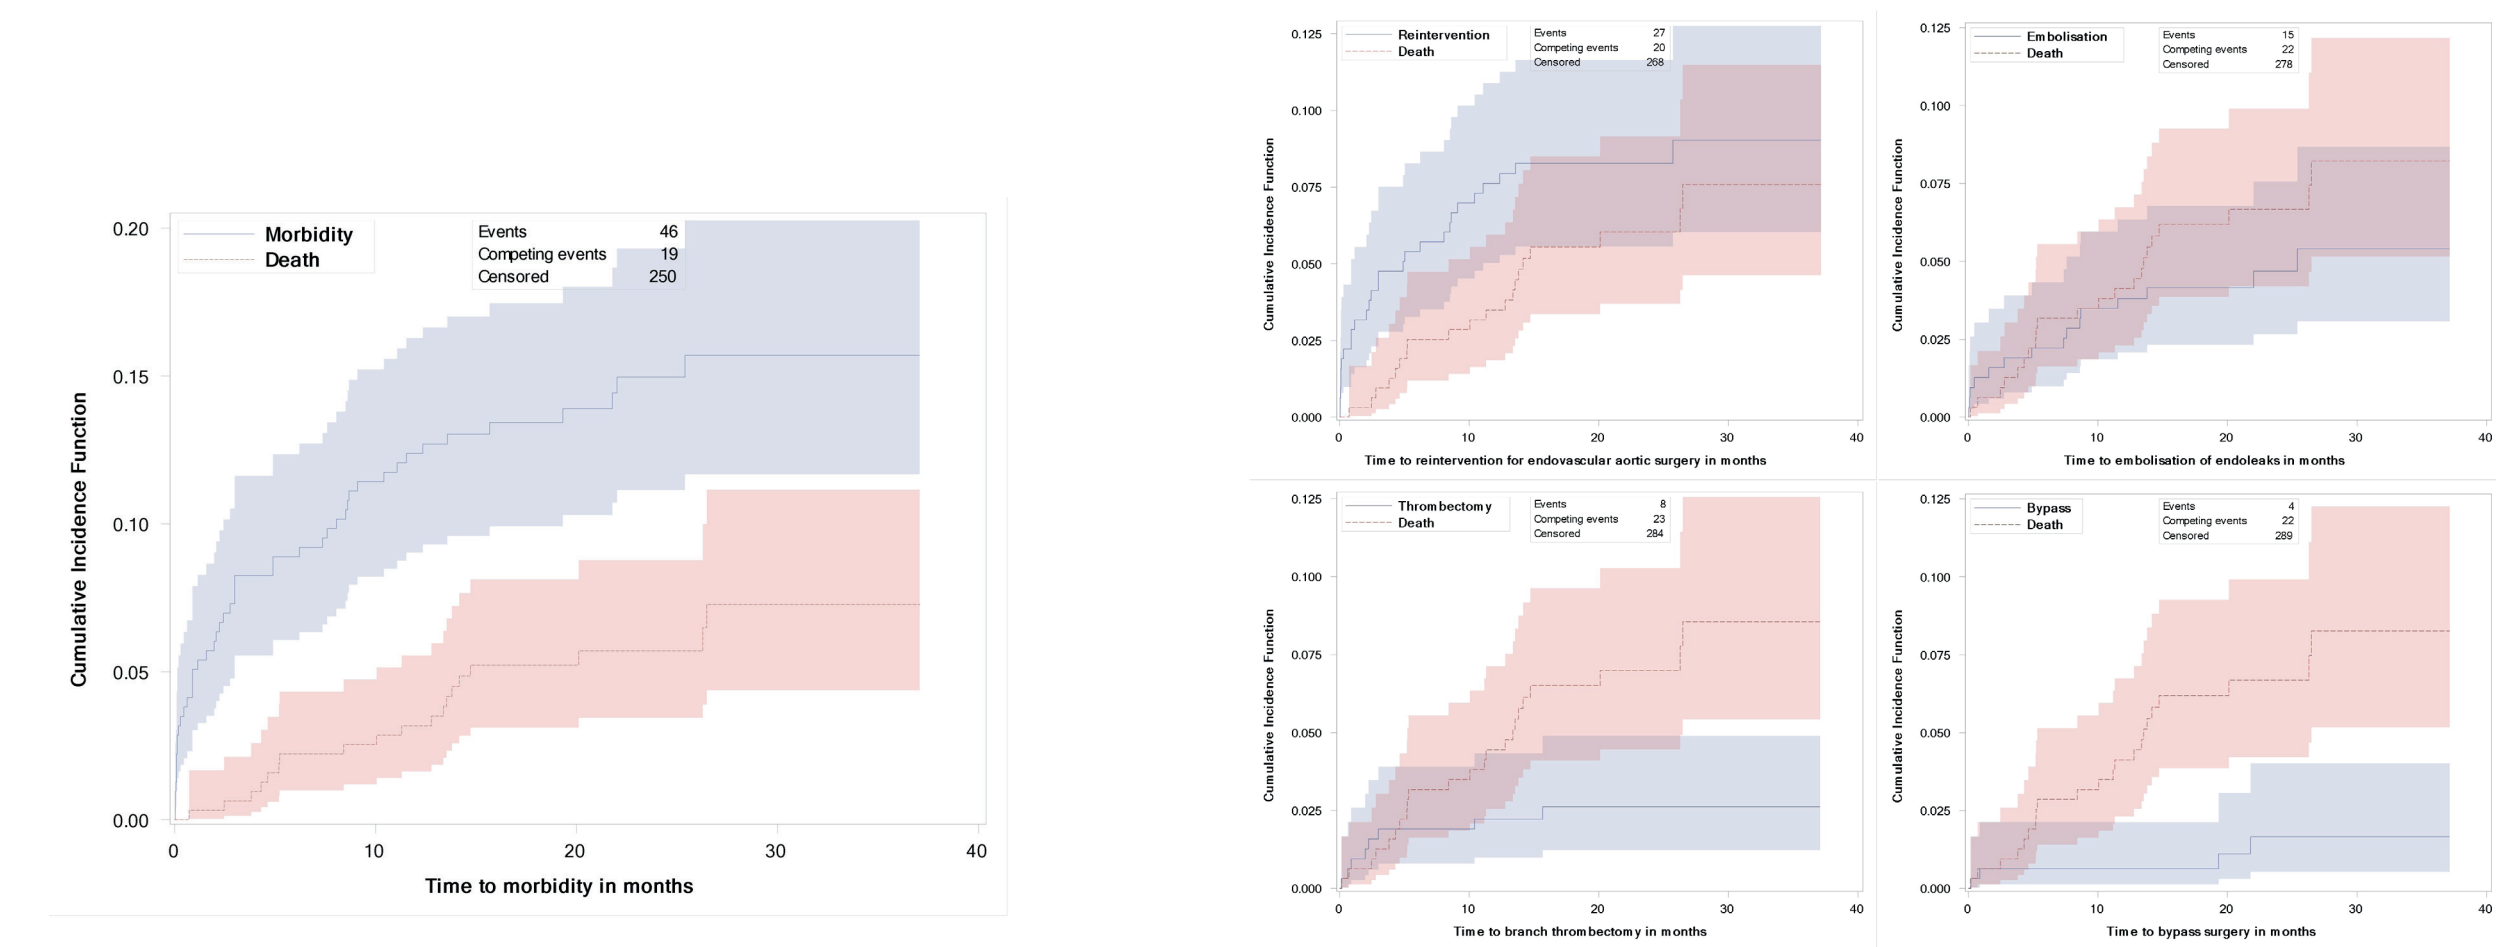 Morbidity
Death
Events 46
Competing events 19
Censored 250
Cumulative Incidence Function
0.20
0.15
0.10
0.05
0.00
0 10 20 30 40
Time to morbidity in months
Reintervention
Death
Events 27
Competing events 20
Censored 268
Cumulative Incidence Function
0.125
0.100
0.075
0.050
0.025
0.000
0 10 20 30 40
Time to reintervention for endovascular aortic surgery in months
Embolisation
Death
Events 15
Competing events 22
Censored 278
Cumulative Incidence Function
0.125
0.100
0.075
0.050
0.025
0.000
0 10 20 30 40
Time to embolisation of endoleaks in months
Thrombectomy
Death
Events 8
Competing events 23
Censored 284
Cumulative Incidence Function
0.125
0.100
0.075
0.050
0.025
0.000
0 10 20 30 40
Time to branch thrombectomy in months
Bypass
Death
Events 4
Competing events 22
Censored 289
Cumulative Incidence Function
0.125
0.100
0.075
0.050
0.025
0.000
0 10 20 30 40
Time to bypass surgery in months